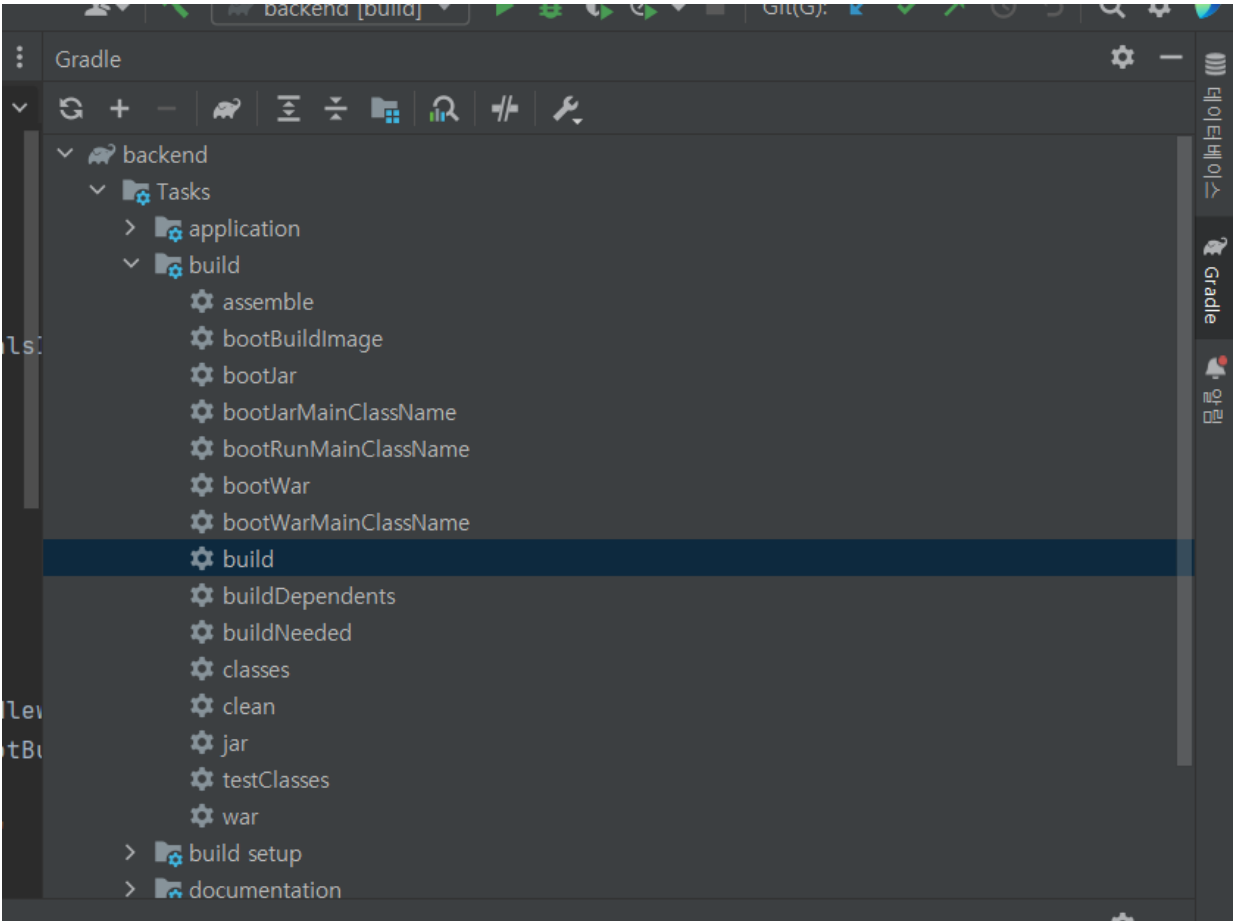 backend [build]
Git(G):
Gradle
backend
Tasks
application
build
assemble
bootBuildImage
bootJar
bootJarMainClassName
bootRunMainClassName
bootWar
bootWarMainClassName
build
buildDependents
buildNeeded
classes
clean
jar
testClasses
war
build setup
documentation
데이터베이스
Gradle
알림